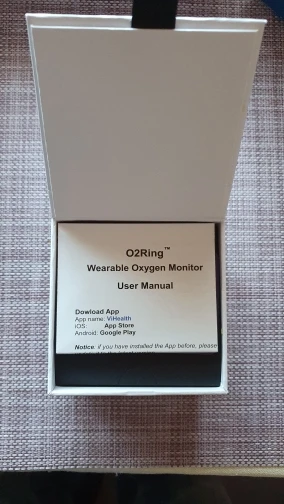 O2Ring™
Wearable Oxygen Monitor
User Manual
Dowload App
App name: ViHealth
IOS: App Store
Android: Google Play
Notice: if you have installed the App before, please